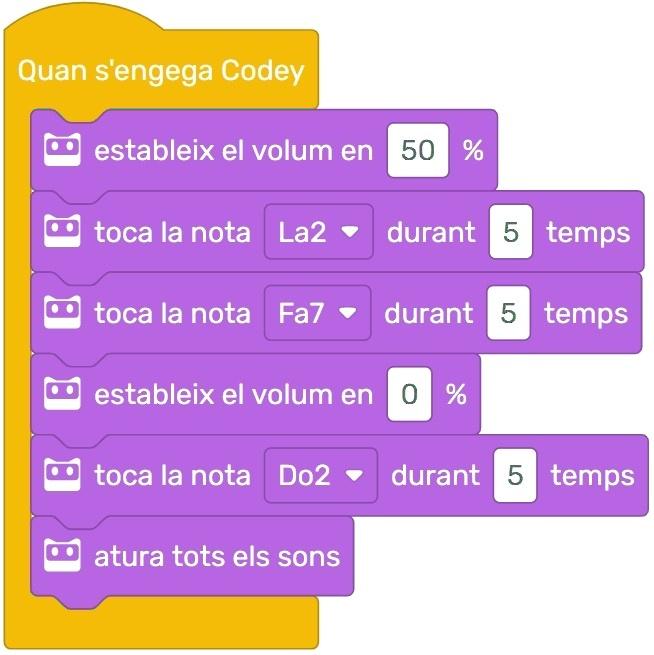 Quan s'engega Codey
estableix el volum en 50 %
toca la nota La2 durant 5 temps
toca la nota Fa7 durant 5 temps
estableix el volum en 0 %
toca la nota Do2 durant 5 temps
atura tots els sons